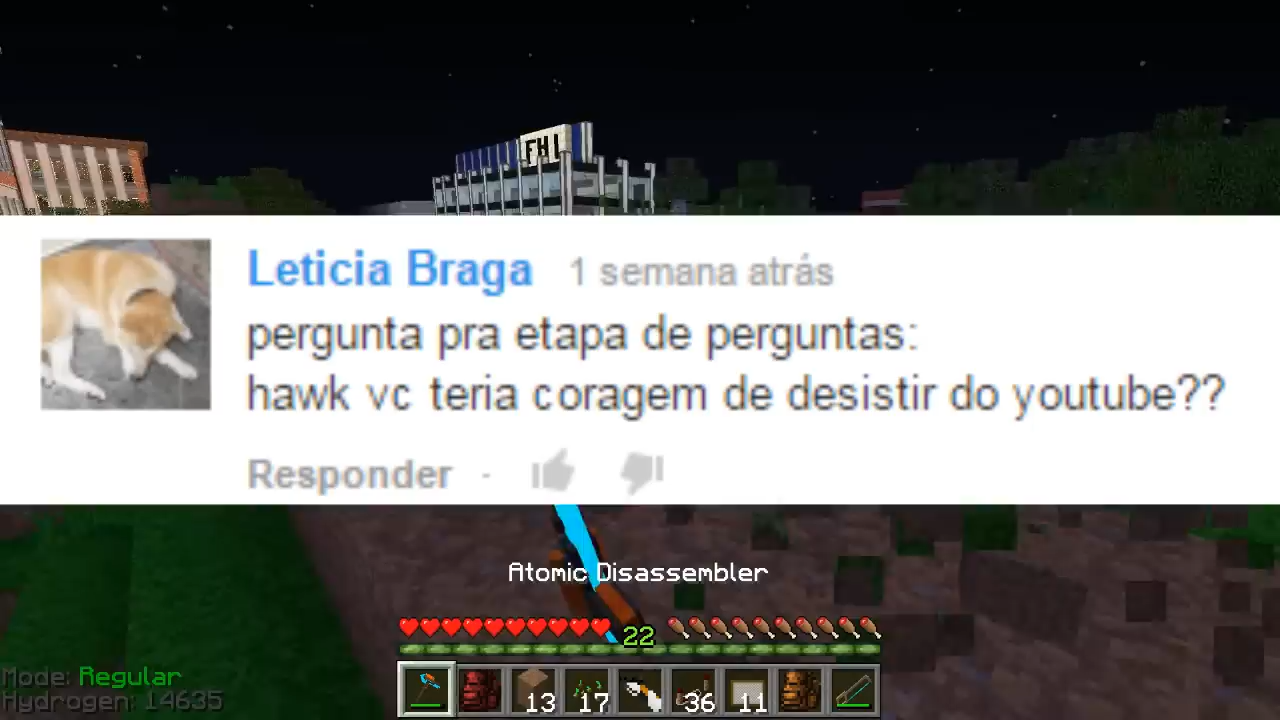 FHL
Leticia Braga 1 semana atrás
pergunta pra etapa de perguntas:
hawk vc teria coragem de desistir do youtube??
Responder ·
Atomic Disassembler
22
Mode: Regular
Hydrogen: 14635
13 17 36 11